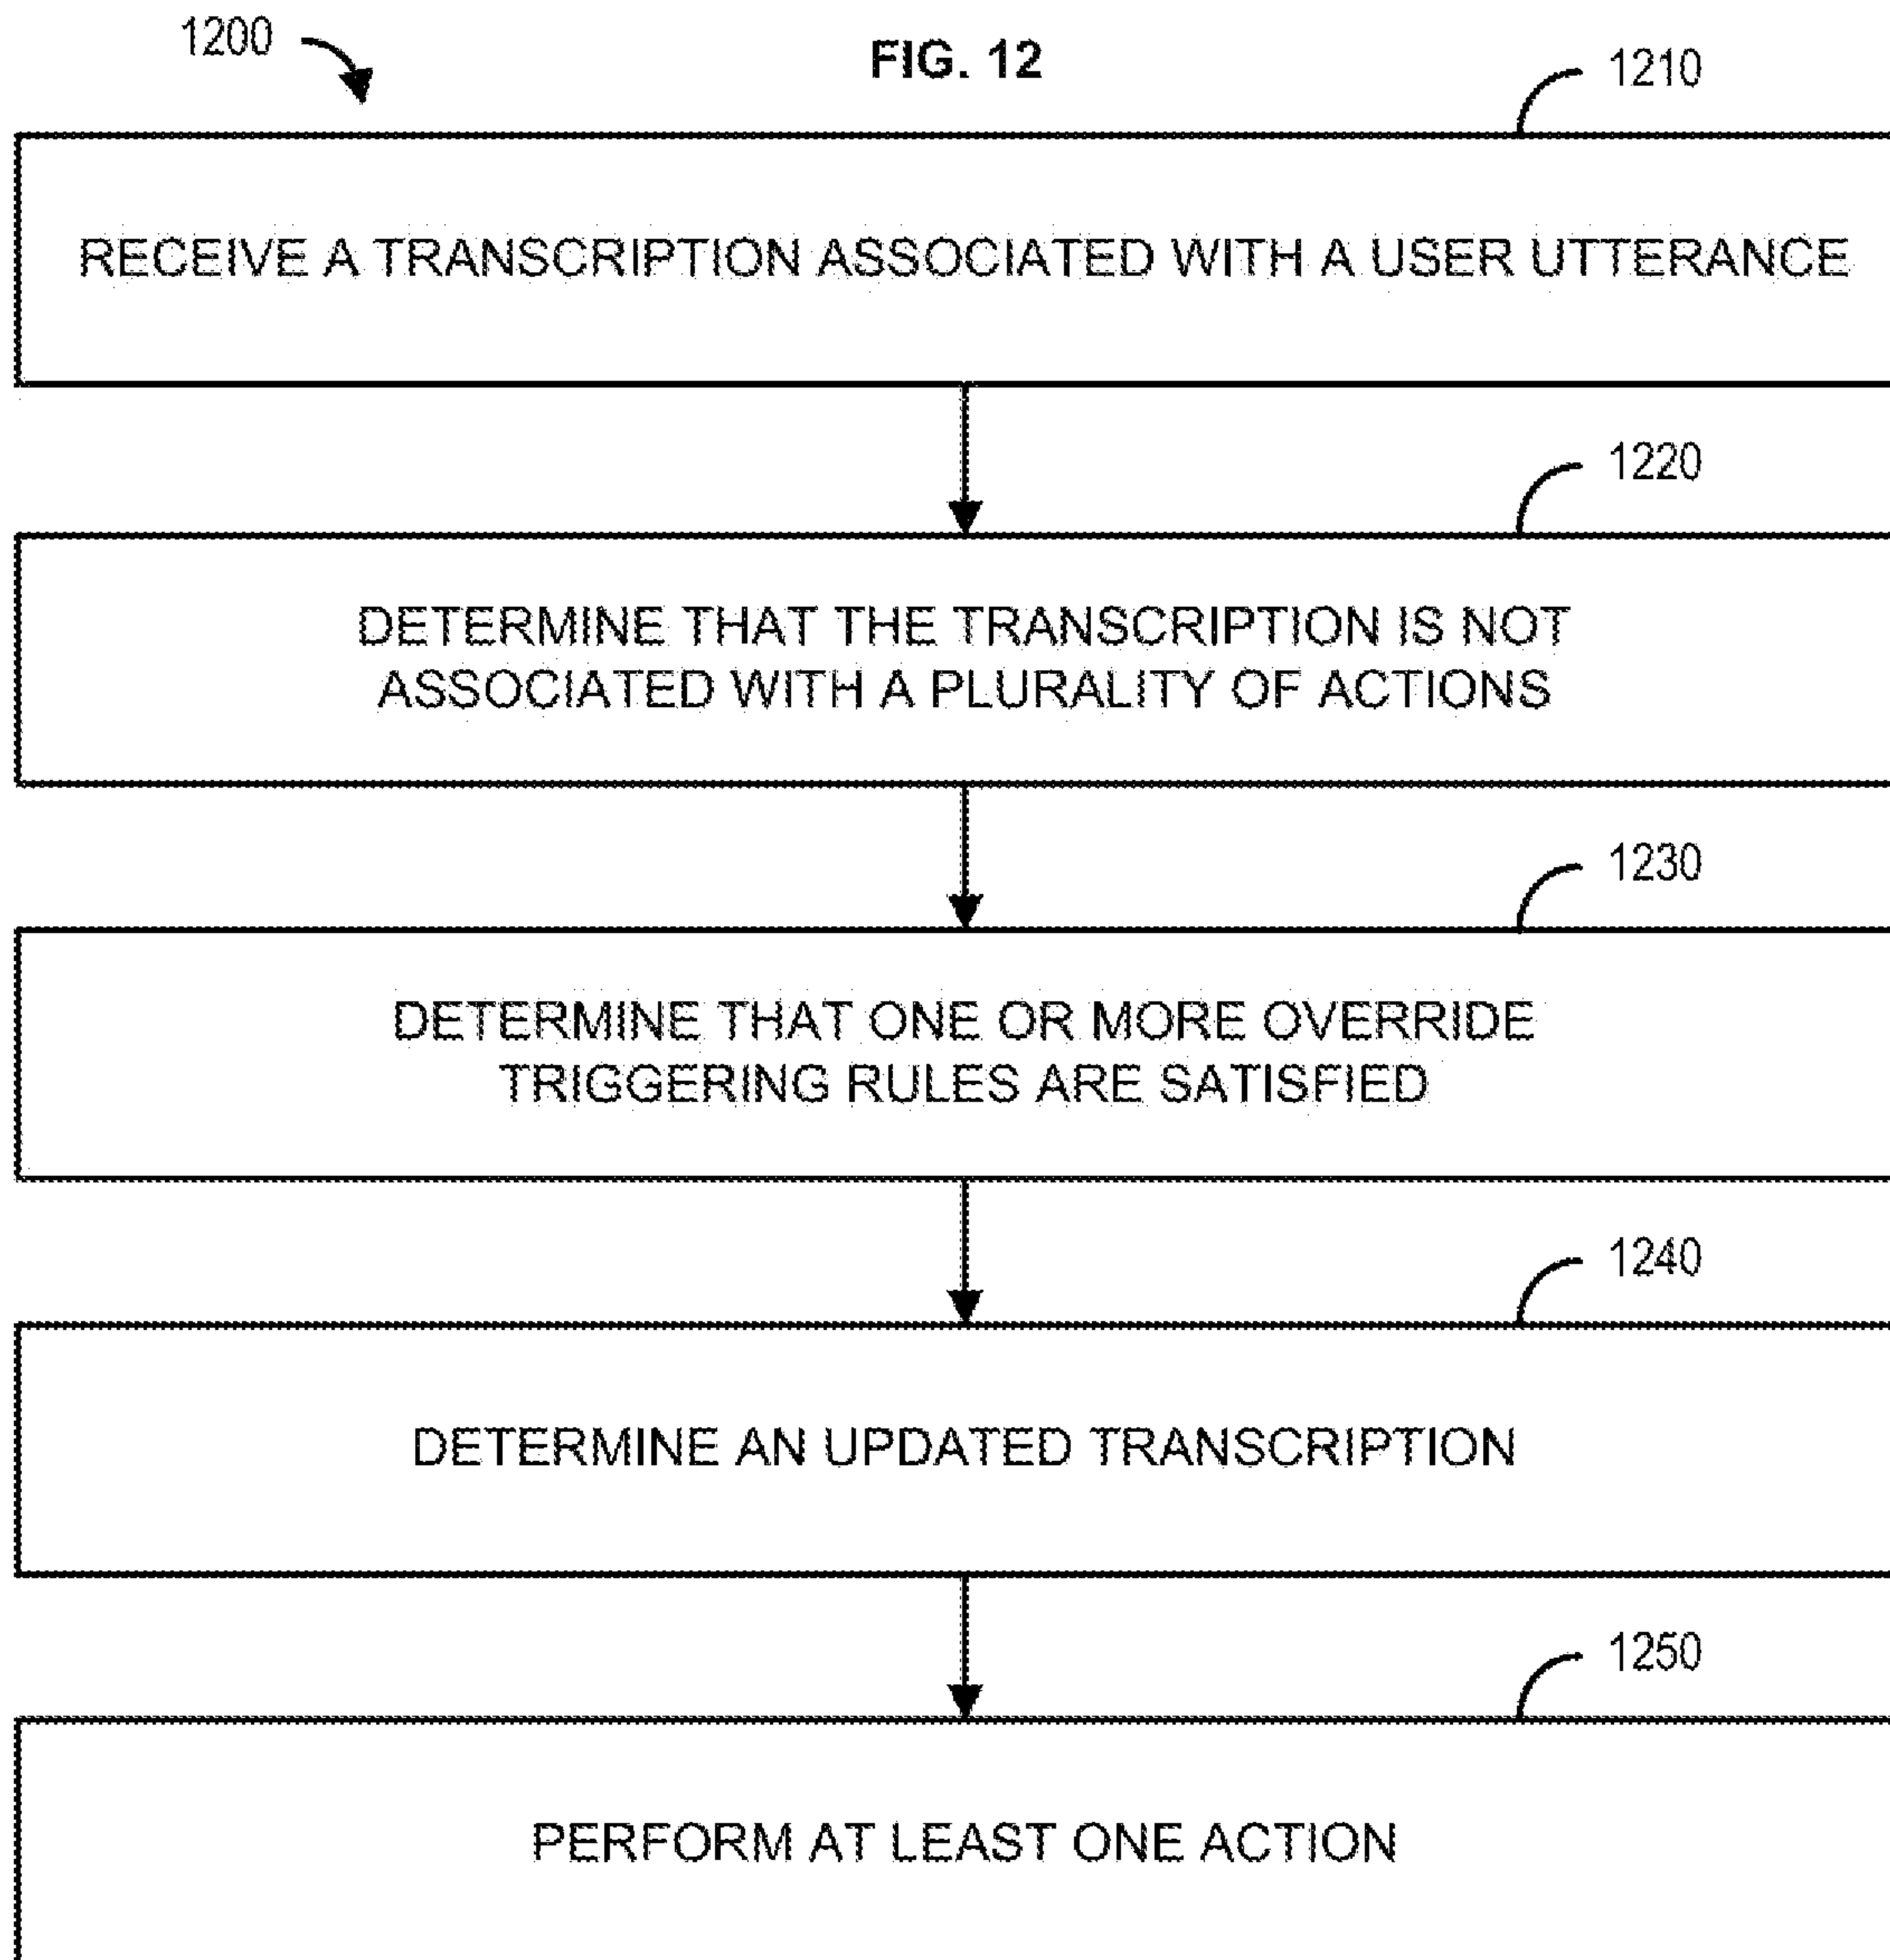 1200
FIG. 12
1210
RECEIVE A TRANSCRIPTION ASSOCIATED WITH A USER UTTERANCE
1220
DETERMINE THAT THE TRANSCRIPTION IS NOT
ASSOCIATED WITH A PLURALITY OF ACTIONS
1230
DETERMINE THAT ONE OR MORE OVERRIDE
TRIGGERING RULES ARE SATISFIED
1240
DETERMINE AN UPDATED TRANSCRIPTION
1250
PERFORM AT LEAST ONE ACTION